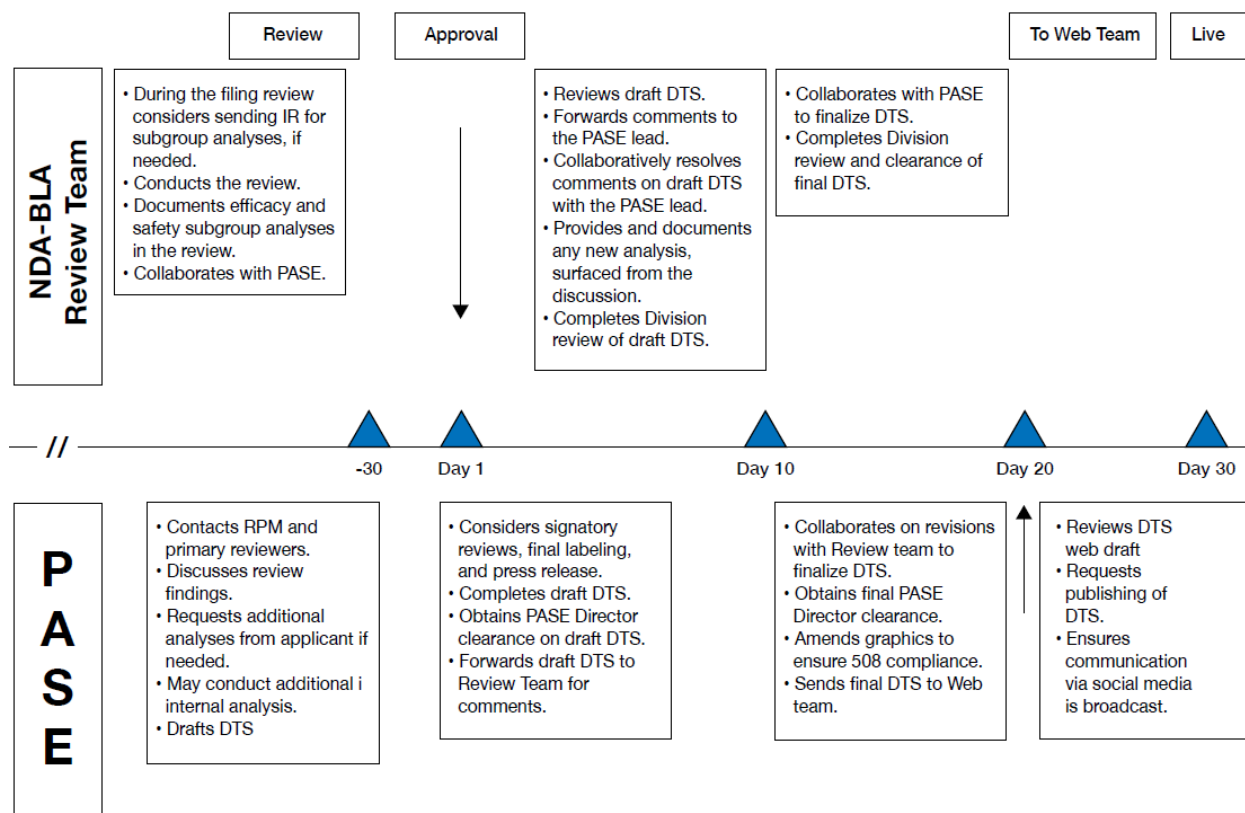 Review
Approval
To Web Team
Live
NDA-BLA
Review Team
• During the filing review
considers sending IR for
subgroup analyses, if
needed.
• Conducts the review.
• Documents efficacy and
safety subgroup analyses
in the review.
• Collaborates with PASE.
• Reviews draft DTS.
• Forwards comments to
the PASE lead.
• Collaboratively resolves
comments on draft DTS
with the PASE lead.
• Provides and documents
any new analysis,
surfaced from the
discussion.
• Completes Division
review of draft DTS.
• Collaborates with PASE
to finalize DTS.
• Completes Division
review and clearance of
final DTS.
//
-30
Day 1
Day 10
Day 20
Day 30
P
A
S
E
• Contacts RPM and
primary reviewers.
• Discusses review
findings.
• Requests additional
analyses from applicant if
needed.
• May conduct additional i
internal analysis.
• Drafts DTS
• Considers signatory
reviews, final labeling,
and press release.
• Completes draft DTS.
• Obtains PASE Director
clearance on draft DTS.
• Forwards draft DTS to
Review Team for
comments.
• Collaborates on revisions
with Review team to
finalize DTS.
• Obtains final PASE
Director clearance.
• Amends graphics to
ensure 508 compliance.
• Sends final DTS to Web
team.
• Reviews DTS
web draft
• Requests
publishing of
DTS.
• Ensures
communication
via social media
is broadcast.